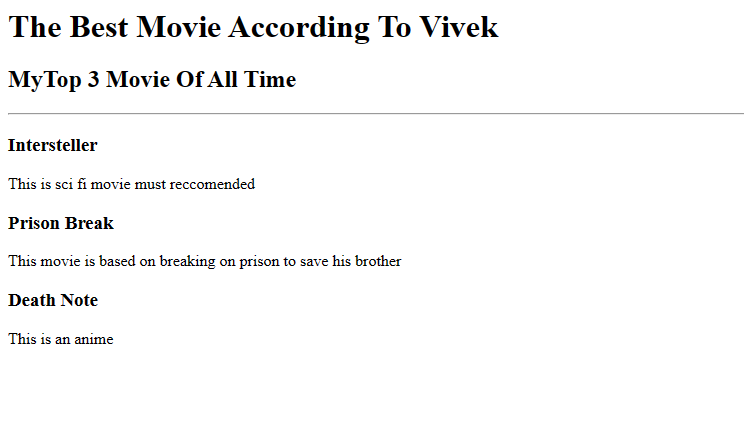 The Best Movie According To Vivek
MyTop 3 Movie Of All Time
Intersteller
This is sci fi movie must reccomended
Prison Break
This movie is based on breaking on prison to save his brother
Death Note
This is an anime